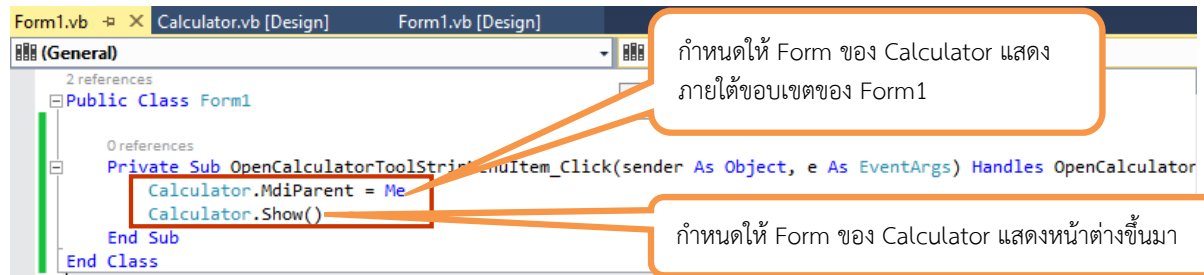 Form1.vb Calculator.vb [Design] Form1.vb [Design]
(General)
กำหนดให้ Form ของ Calculator แสดง
ภายใต้ขอบเขตของ Form1
2 references
Public Class Form1
0 references
Private Sub OpenCalculatorToolStrip nuItem_Click(sender As Object, e As EventArgs) Handles OpenCalculator
Calculator.MdiParent = Me
Calculator.Show()
กำหนดให้ Form ของ Calculator แสดงหน้าต่างขึ้นมา
End Sub
End Class